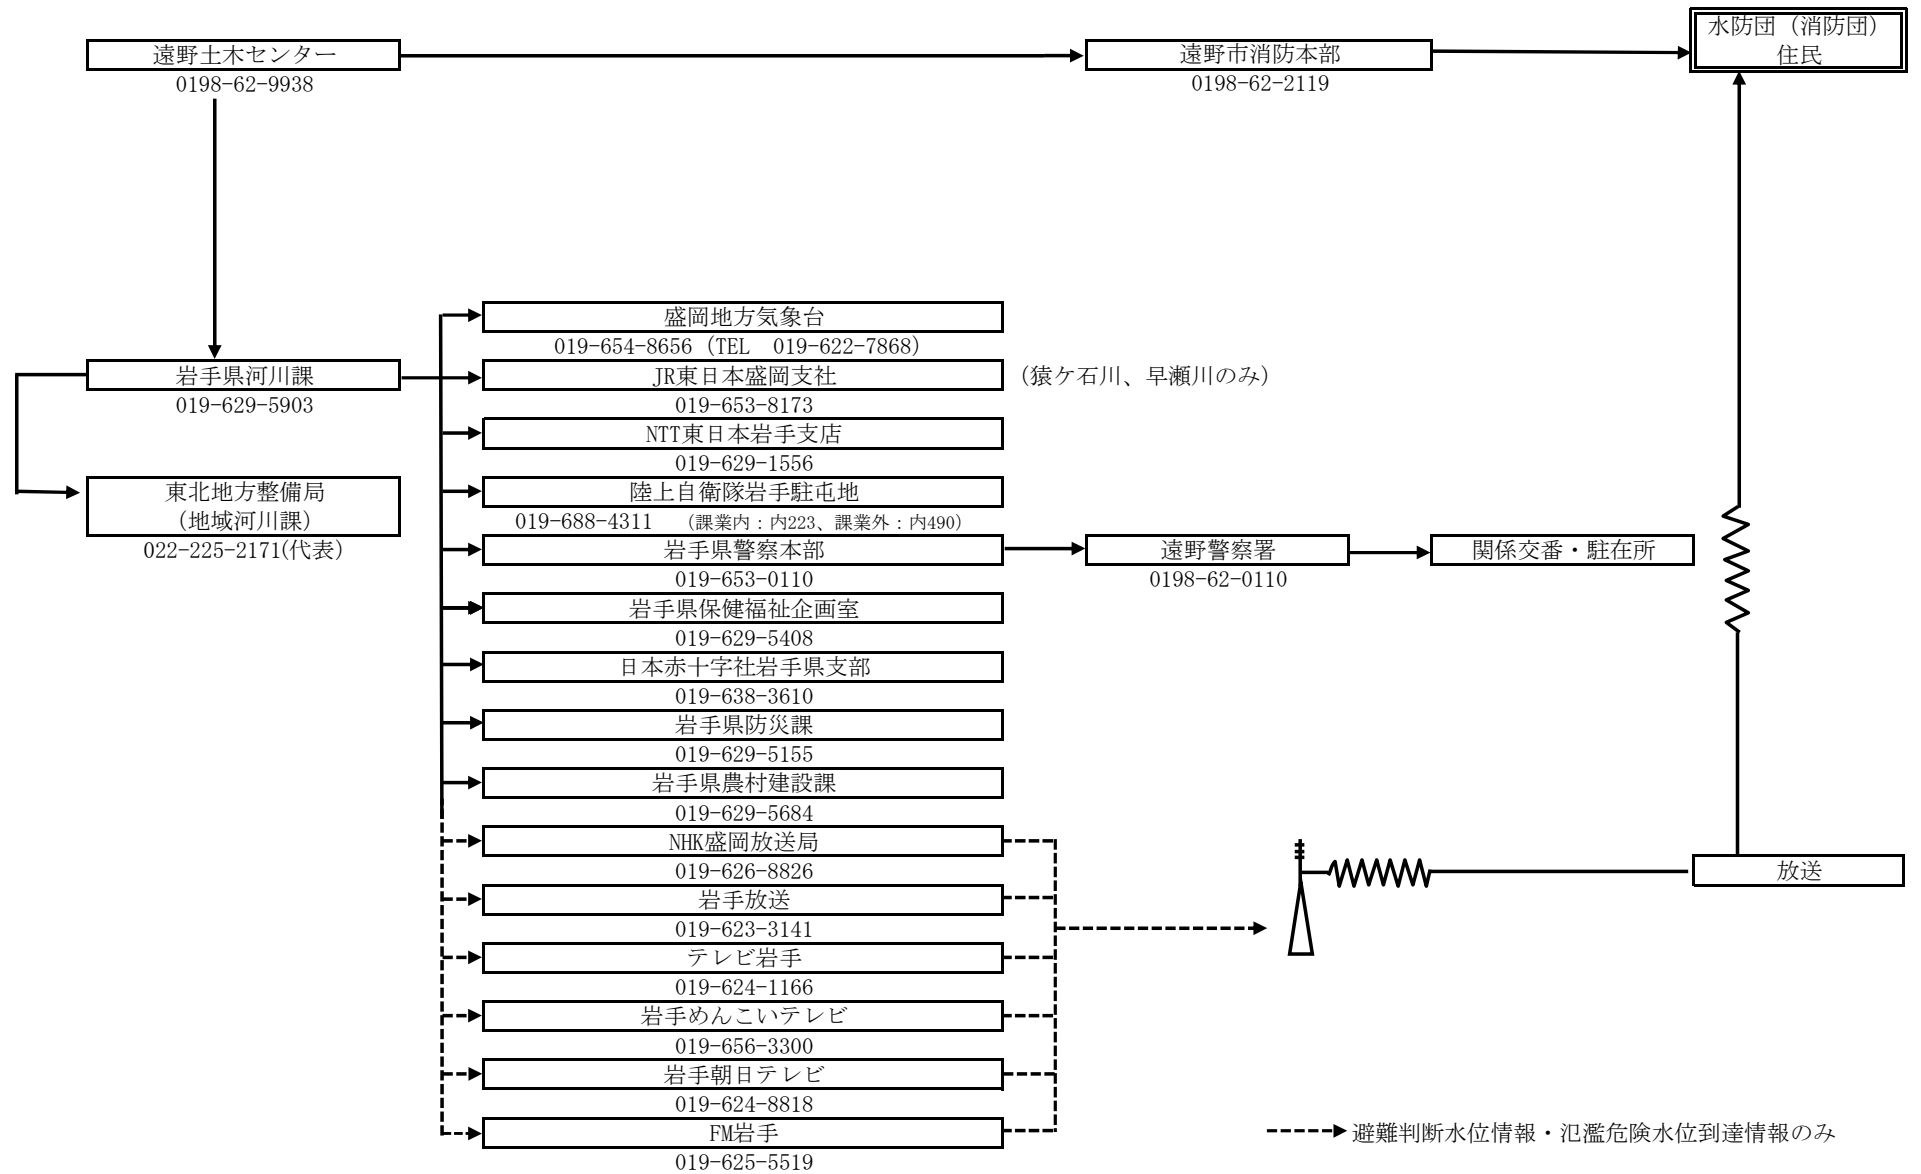 遠野土木センター
0198-62-9938
遠野市消防本部
0198-62-2119
水防団（消防団）
住民
盛岡地方気象台
019-654-8656（TEL　019-622-7868）
岩手県河川課
019-629-5903
JR東日本盛岡支社
（猿ケ石川、早瀬川のみ）
019-653-8173
NTT東日本岩手支店
019-629-1556
東北地方整備局
（地域河川課）
022-225-2171(代表）
陸上自衛隊岩手駐屯地
019-688-4311　（課業内：内223、課業外：内490）
岩手県警察本部
019-653-0110
遠野警察署
0198-62-0110
関係交番・駐在所
岩手県保健福祉企画室
019-629-5408
日本赤十字社岩手県支部
019-638-3610
岩手県防災課
019-629-5155
岩手県農村建設課
019-629-5684
NHK盛岡放送局
019-626-8826
岩手放送
019-623-3141
テレビ岩手
019-624-1166
岩手めんこいテレビ
019-656-3300
岩手朝日テレビ
019-624-8818
FM岩手
019-625-5519
放送
避難判断水位情報・氾濫危険水位到達情報のみ